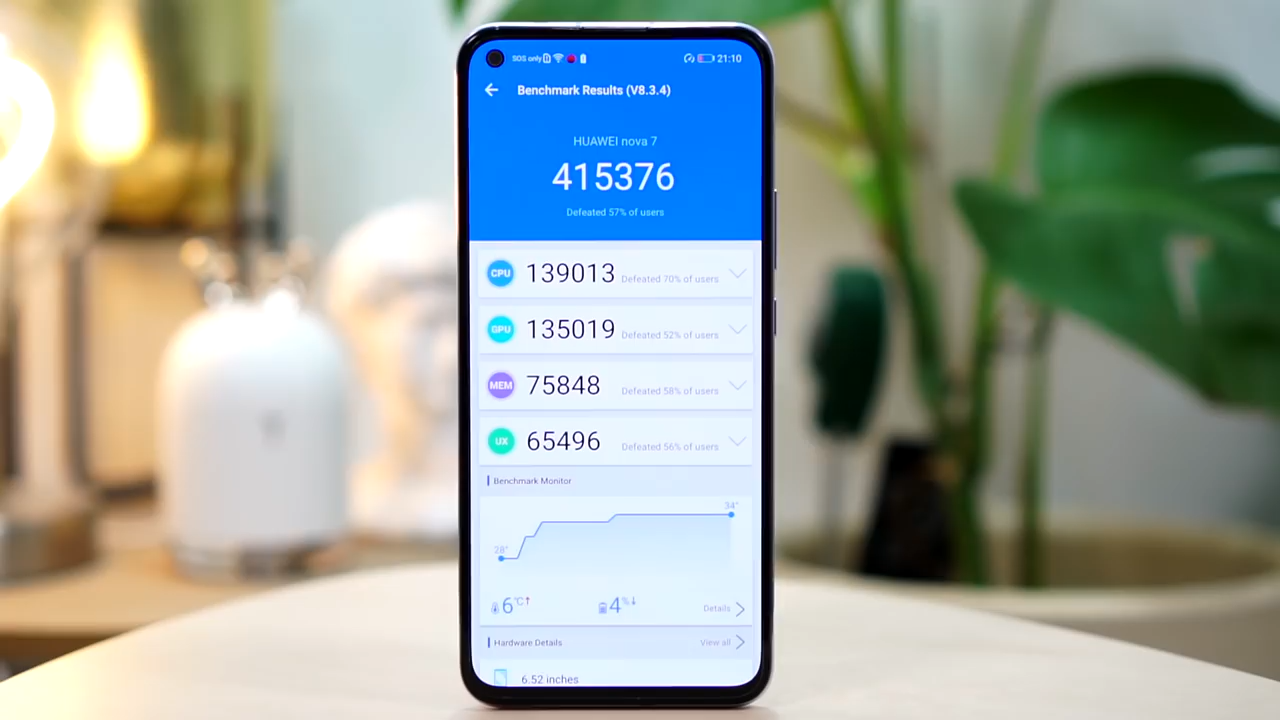 SOS only 21:10
Benchmark Results (V8.3.4)
HUAWEI nova 7
415376
Defeated 57% of users
CPU 139013 Defeated 70% of users
GPU 135019 Defeated 52% of users
MEM 75848 Defeated 58% of users
UX 65496 Defeated 56% of users
Benchmark Monitor
34°
28°
6°C↑ 4%↓ Details
Hardware Details View all
6.52 inches